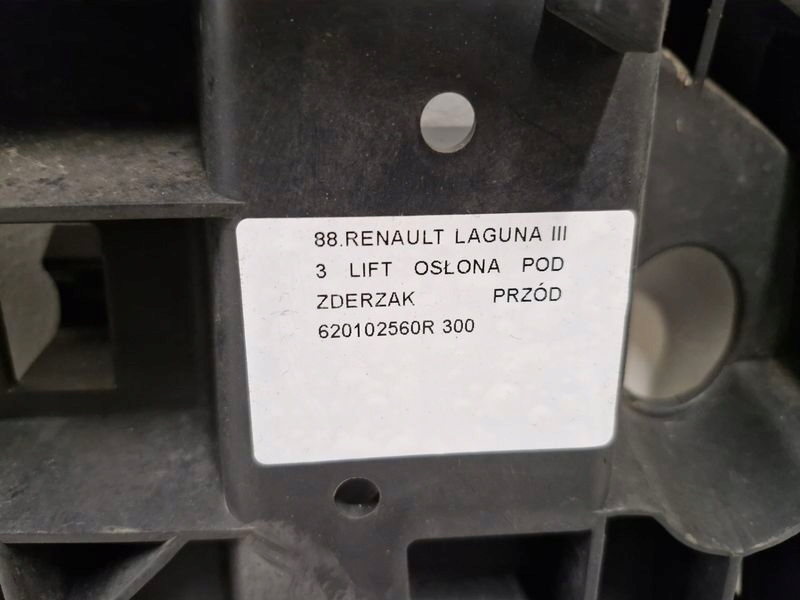 88.RENAULT LAGUNA III
3 LIFT OSŁONA POD
ZDERZAK PRZÓD
620102560R 300